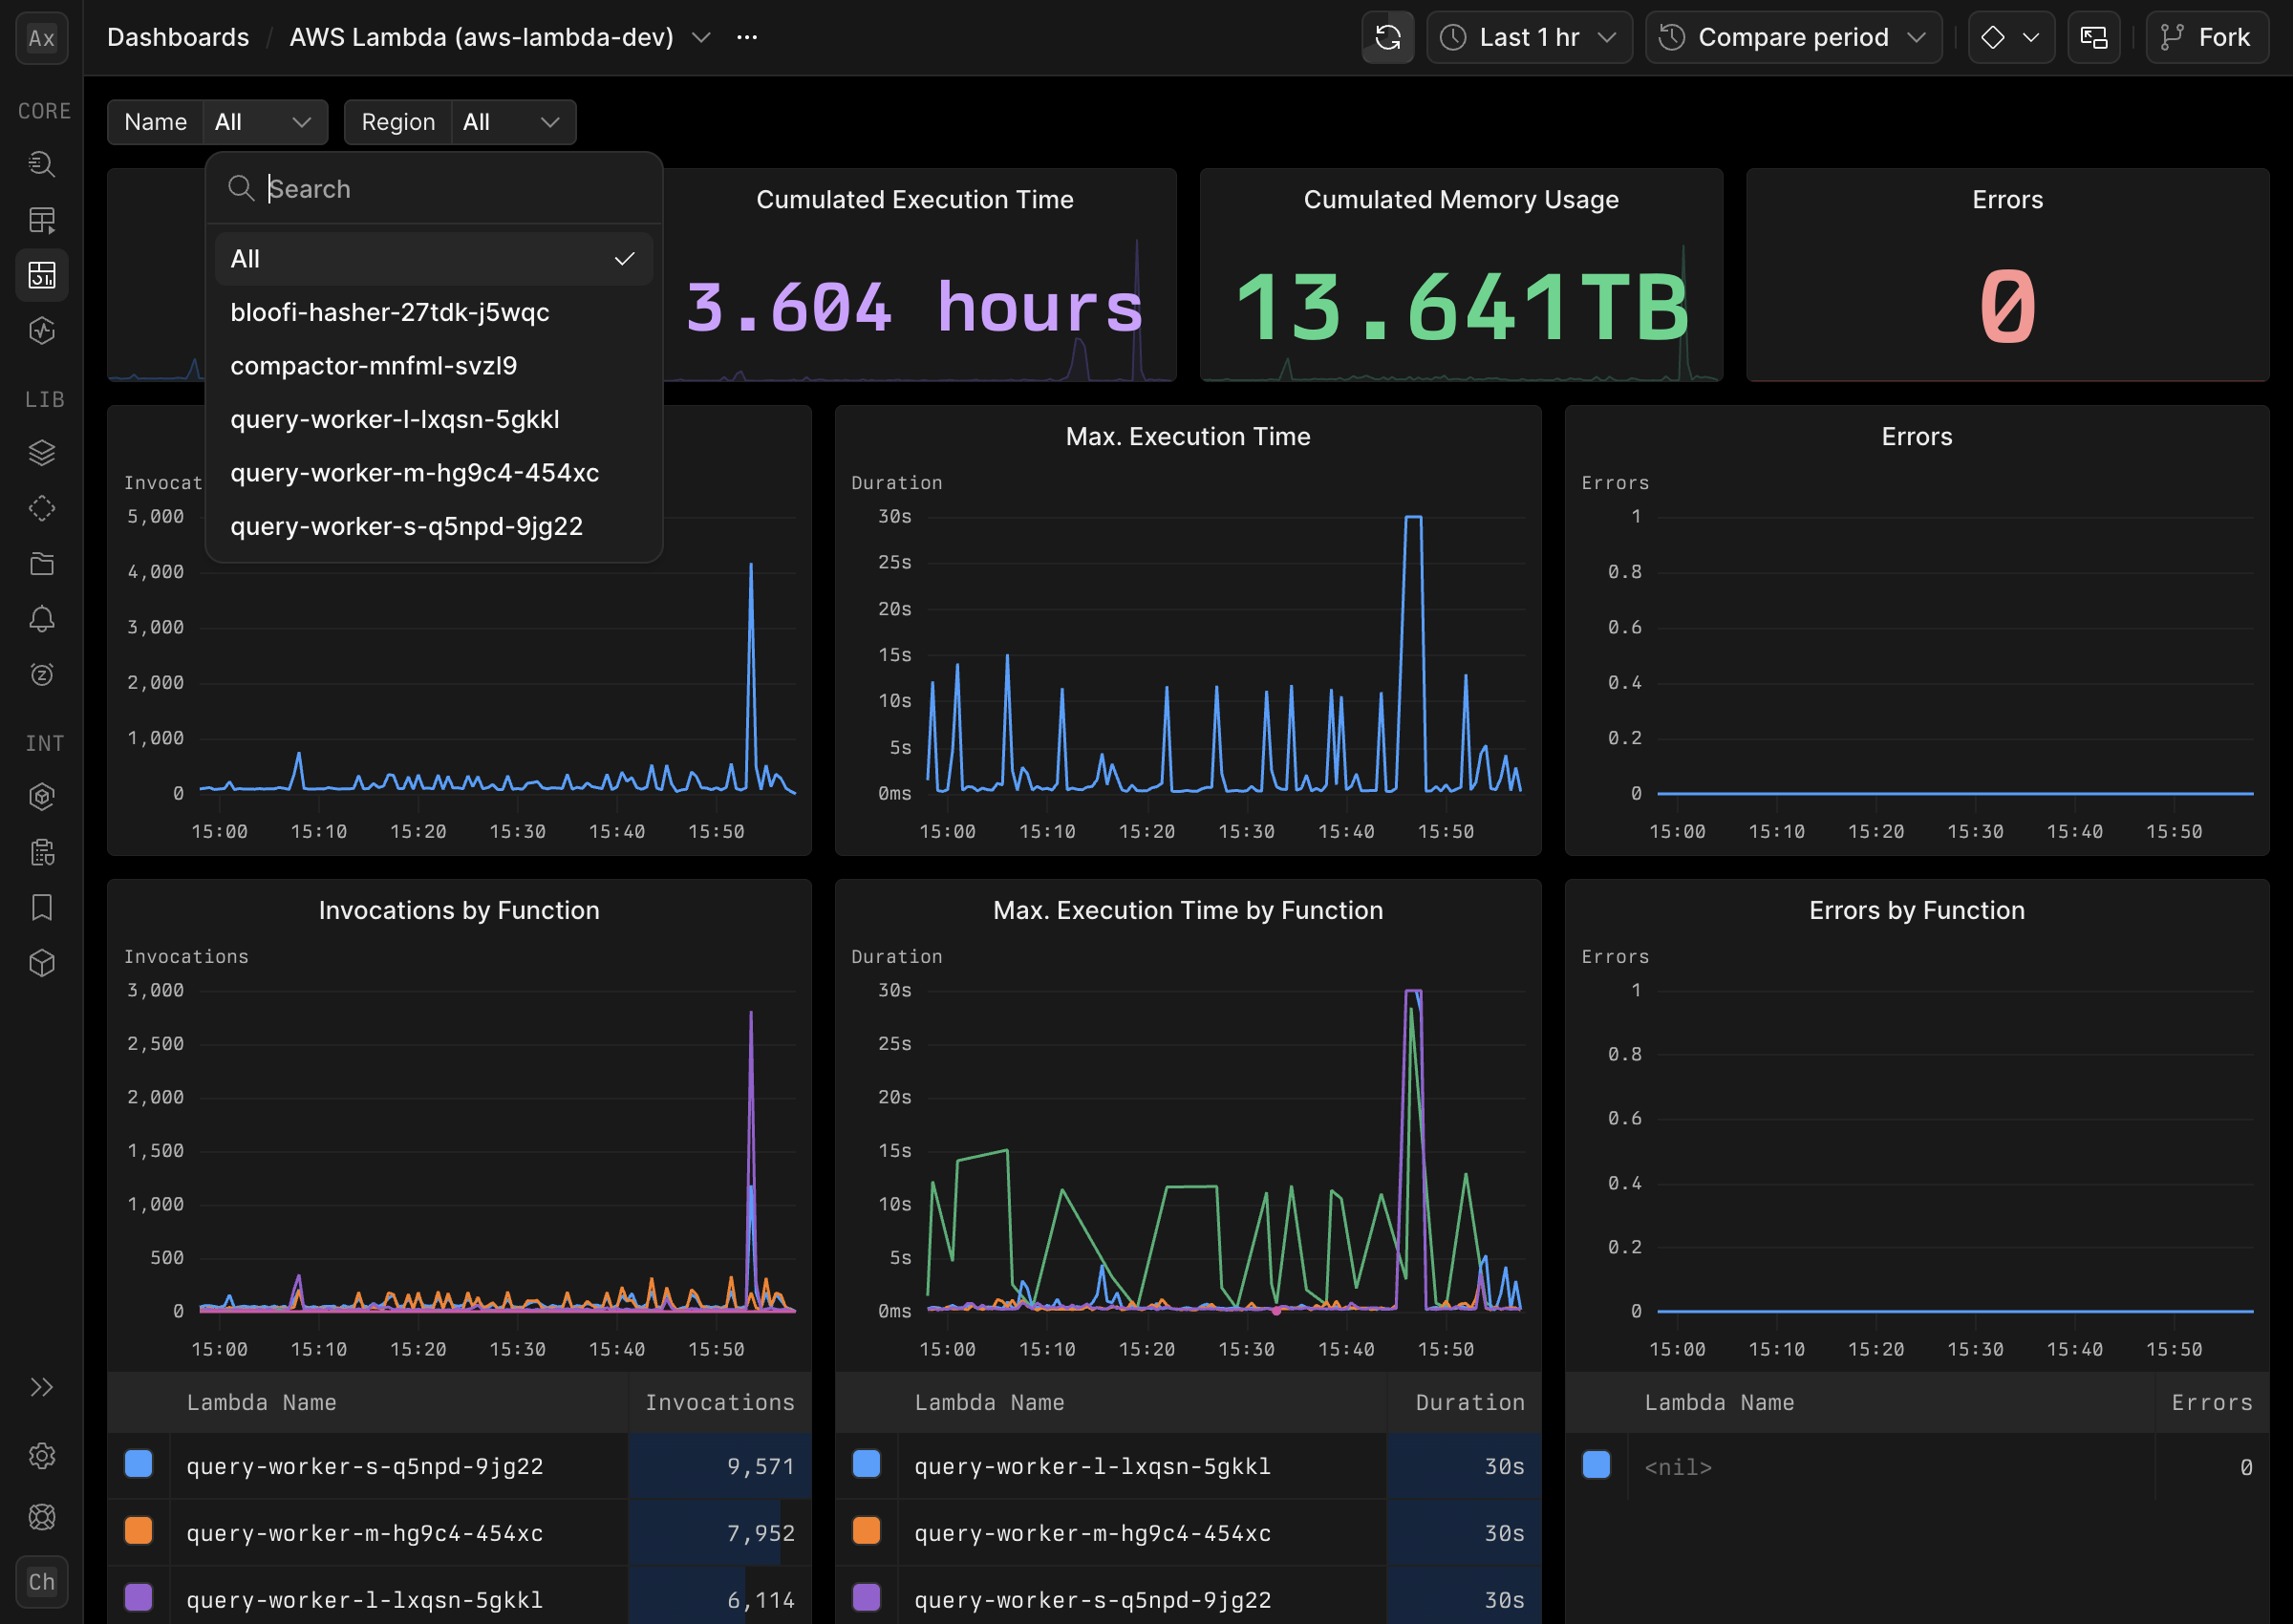 Ax
Dashboards / AWS Lambda (aws-lambda-dev)
Last 1 hr
Compare period
Fork
CORE
LIB
INT
Ch
Name All
Region All
Search
All
bloofi-hasher-27tdk-j5wqc
compactor-mnfml-svzl9
query-worker-l-lxqsn-5gkkl
query-worker-m-hg9c4-454xc
query-worker-s-q5npd-9jg22
Cumulated Execution Time
3.604 hours
Cumulated Memory Usage
13.641TB
Errors
0
Invocat
5,000
4,000
3,000
2,000
1,000
0
15:00 15:10 15:20 15:30 15:40 15:50
Max. Execution Time
Duration
30s
25s
20s
15s
10s
5s
0ms
15:00 15:10 15:20 15:30 15:40 15:50
Errors
Errors
1
0.8
0.6
0.4
0.2
0
15:00 15:10 15:20 15:30 15:40 15:50
Invocations by Function
Invocations
3,000
2,500
2,000
1,500
1,000
500
0
15:00 15:10 15:20 15:30 15:40 15:50
Lambda Name Invocations
query-worker-s-q5npd-9jg22 9,571
query-worker-m-hg9c4-454xc 7,952
query-worker-l-lxqsn-5gkkl 6,114
Max. Execution Time by Function
Duration
30s
25s
20s
15s
10s
5s
0ms
15:00 15:10 15:20 15:30 15:40 15:50
Lambda Name Duration
query-worker-l-lxqsn-5gkkl 30s
query-worker-m-hg9c4-454xc 30s
query-worker-s-q5npd-9jg22 30s
Errors by Function
Errors
1
0.8
0.6
0.4
0.2
0
15:00 15:10 15:20 15:30 15:40 15:50
Lambda Name Errors
<nil> 0